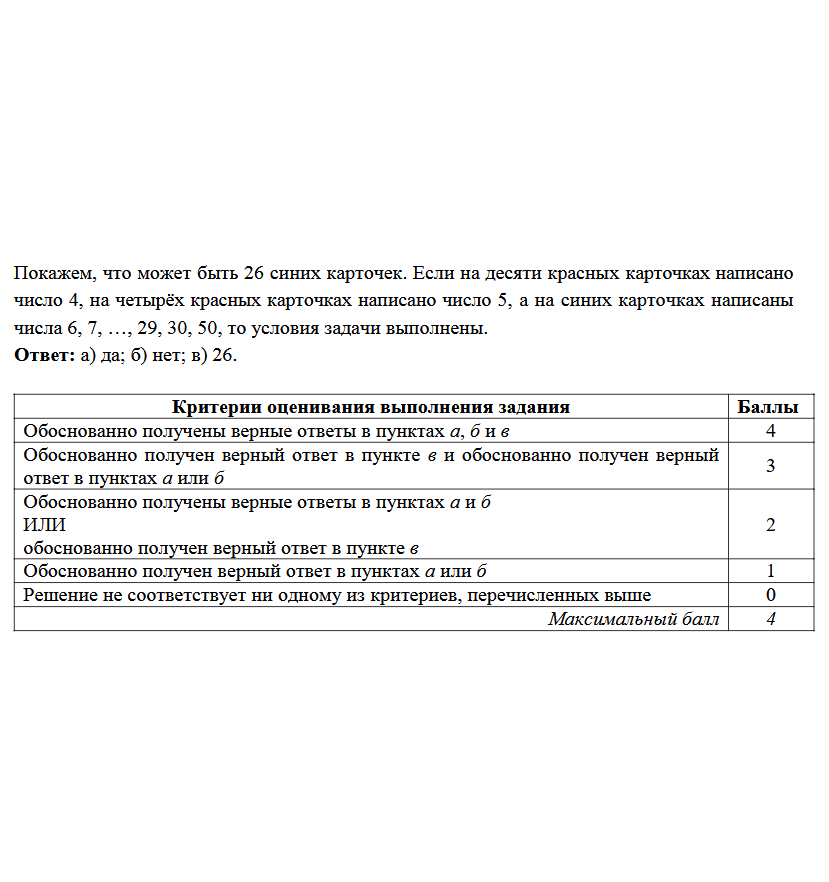 Покажем, что может быть 26 синих карточек. Если на десяти красных карточках написано
число 4, на четырёх красных карточках написано число 5, а на синих карточках написаны
числа 6, 7, …, 29, 30, 50, то условия задачи выполнены.
Ответ: а) да; б) нет; в) 26.
Критерии оценивания выполнения задания Баллы
Обоснованно получены верные ответы в пунктах а, б и в 4
Обоснованно получен верный ответ в пункте в и обоснованно получен верный
ответ в пунктах а или б 3
Обоснованно получены верные ответы в пунктах а и б
ИЛИ 2
обоснованно получен верный ответ в пункте в
Обоснованно получен верный ответ в пунктах а или б 1
Решение не соответствует ни одному из критериев, перечисленных выше 0
Максимальный балл 4